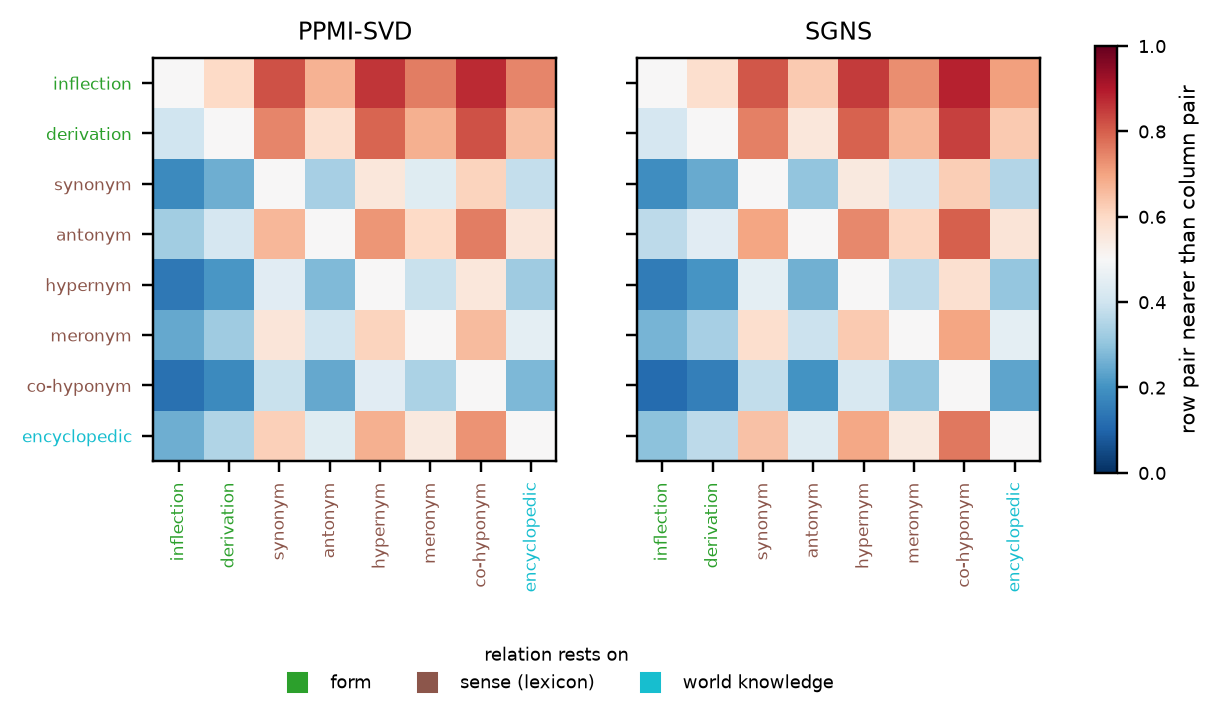 PPMI-SVD
SGNS
inflection
derivation
synonym
antonym
hypernym
meronym
co-hyponym
encyclopedic
inflection
derivation
synonym
antonym
hypernym
meronym
co-hyponym
encyclopedic
inflection
derivation
synonym
antonym
hypernym
meronym
co-hyponym
encyclopedic
1.0
0.8
0.6
0.4
0.2
0.0
row pair nearer than column pair
relation rests on
form
sense (lexicon)
world knowledge